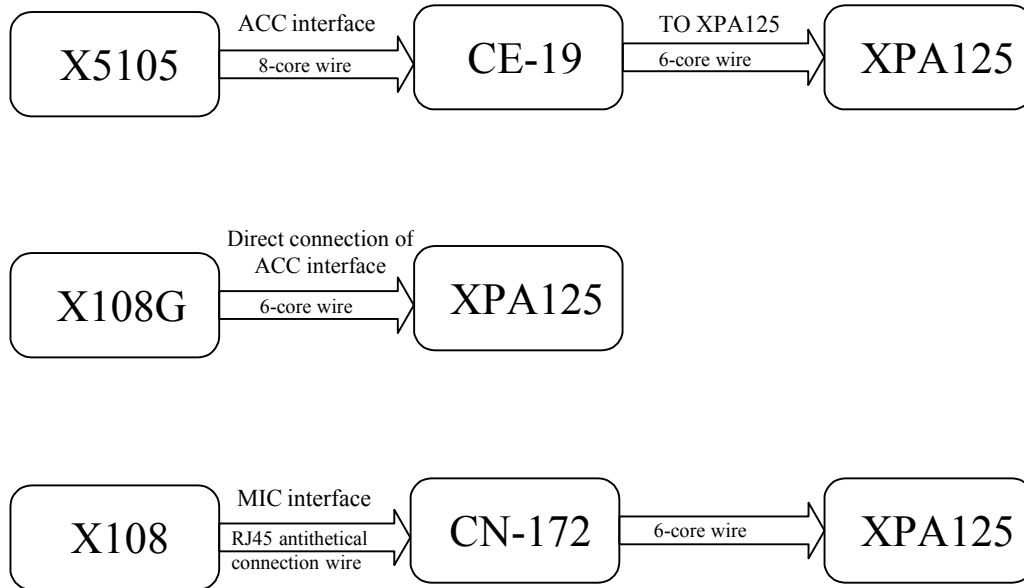 ACC interface
TO XPA125
X5105
8-core wire
CE-19
6-core wire
XPA125
Direct connection of
ACC interface
X108G
6-core wire
XPA125
MIC interface
X108
RJ45 antithetical
connection wire
CN-172
6-core wire
XPA125